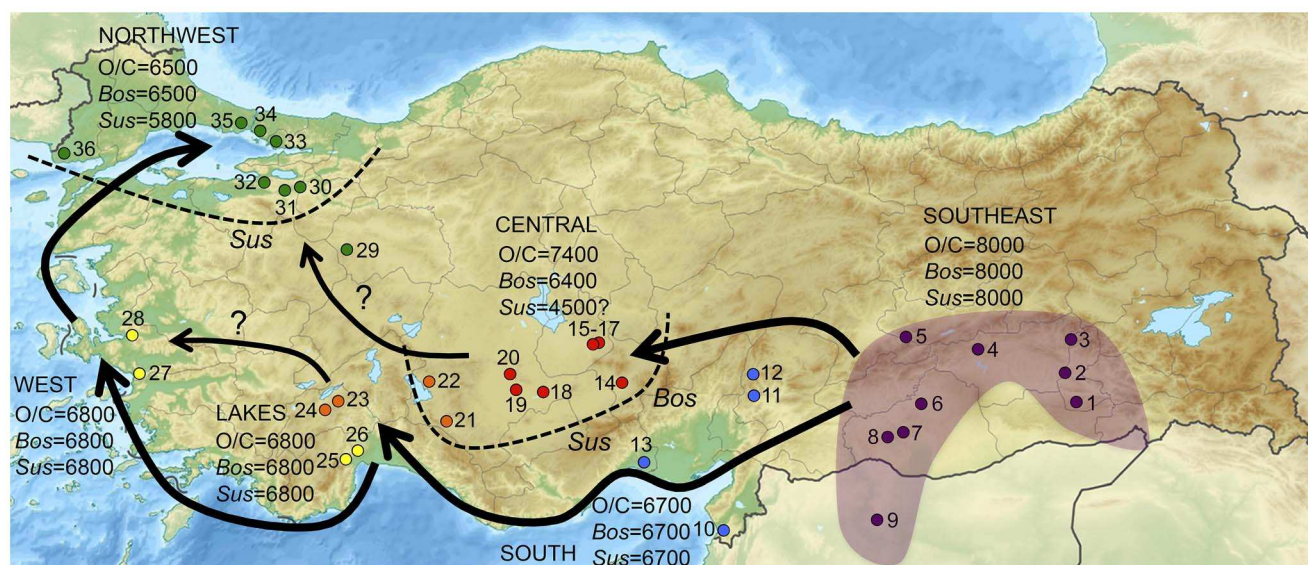 NORTHWEST
O/C=6500
Bos=6500
Sus=5800
35
34
33
36
32
30
31
Sus
29
?
CENTRAL
O/C=7400
Bos=6400
Sus=4500?
15-17
SOUTHEAST
O/C=8000
Bos=8000
Sus=8000
5
4
3
2
1
6
7
8
9
28
?
27
WEST
O/C=6800
Bos=6800
Sus=6800
20
19
18
14
22
21
12
11
Bos
Sus
23
24
LAKES
O/C=6800
Bos=6800
Sus=6800
26
25
13
10
SOUTH
O/C=6700
Bos=6700
Sus=6700